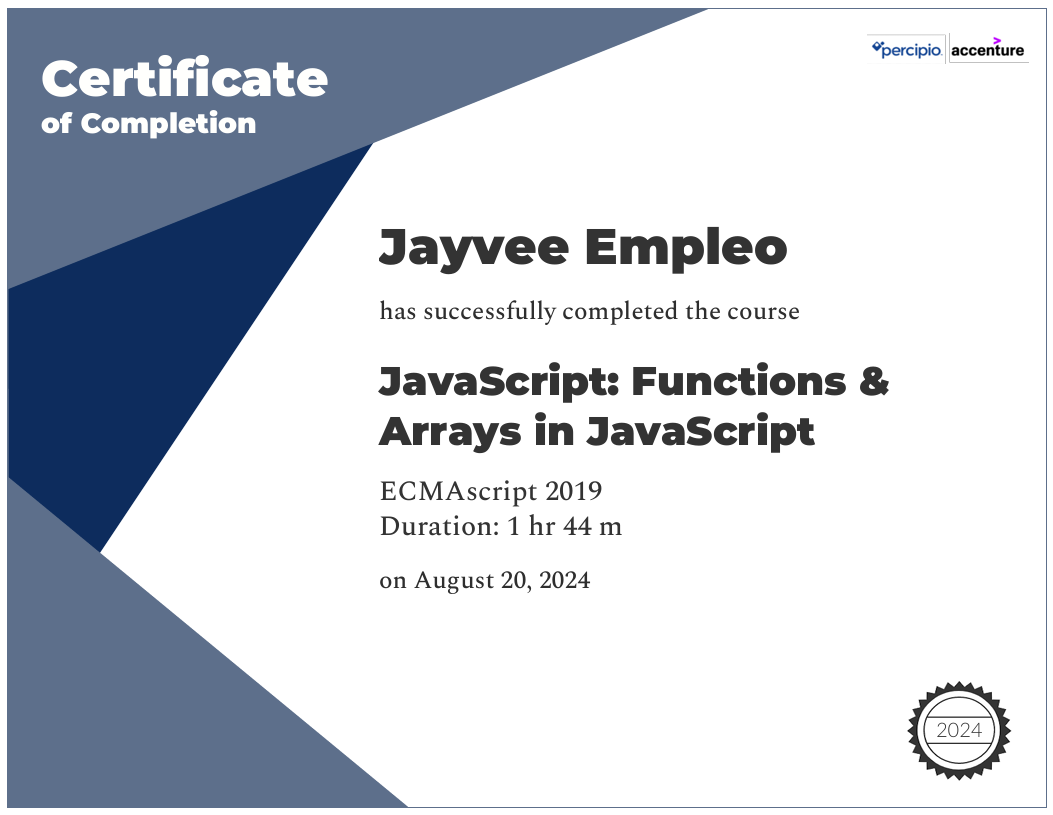 Certificate
of Completion
percipio. accenture
Jayvee Empleo
has successfully completed the course
JavaScript: Functions &
Arrays in JavaScript
ECMAscript 2019
Duration: 1 hr 44 m
on August 20, 2024
2024